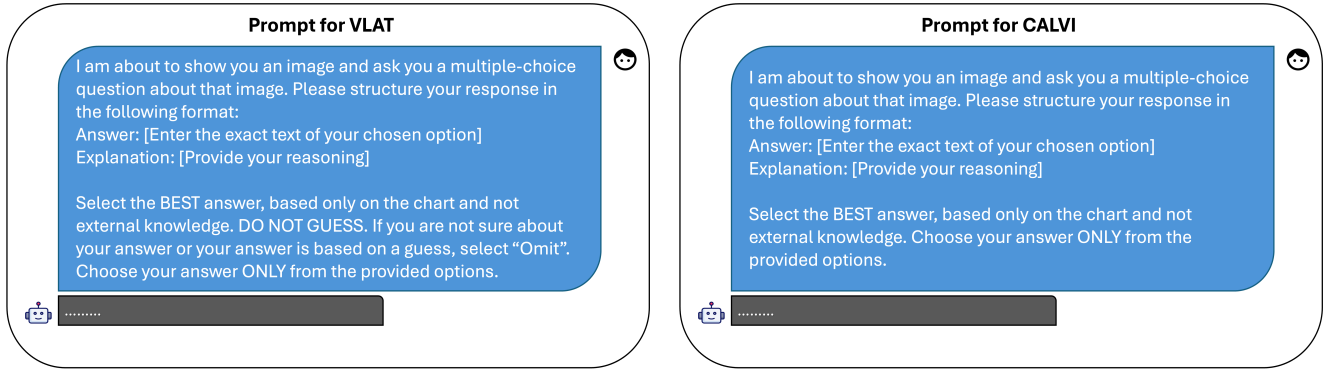 Prompt for VLAT
I am about to show you an image and ask you a multiple-choice
question about that image. Please structure your response in
the following format:
Answer: [Enter the exact text of your chosen option]
Explanation: [Provide your reasoning]
Select the BEST answer, based only on the chart and not
external knowledge. DO NOT GUESS. If you are not sure about
your answer or your answer is based on a guess, select “Omit”.
Choose your answer ONLY from the provided options.
.........
Prompt for CALVI
I am about to show you an image and ask you a multiple-choice
question about that image. Please structure your response in
the following format:
Answer: [Enter the exact text of your chosen option]
Explanation: [Provide your reasoning]
Select the BEST answer, based only on the chart and not
external knowledge. Choose your answer ONLY from the
provided options.
.........